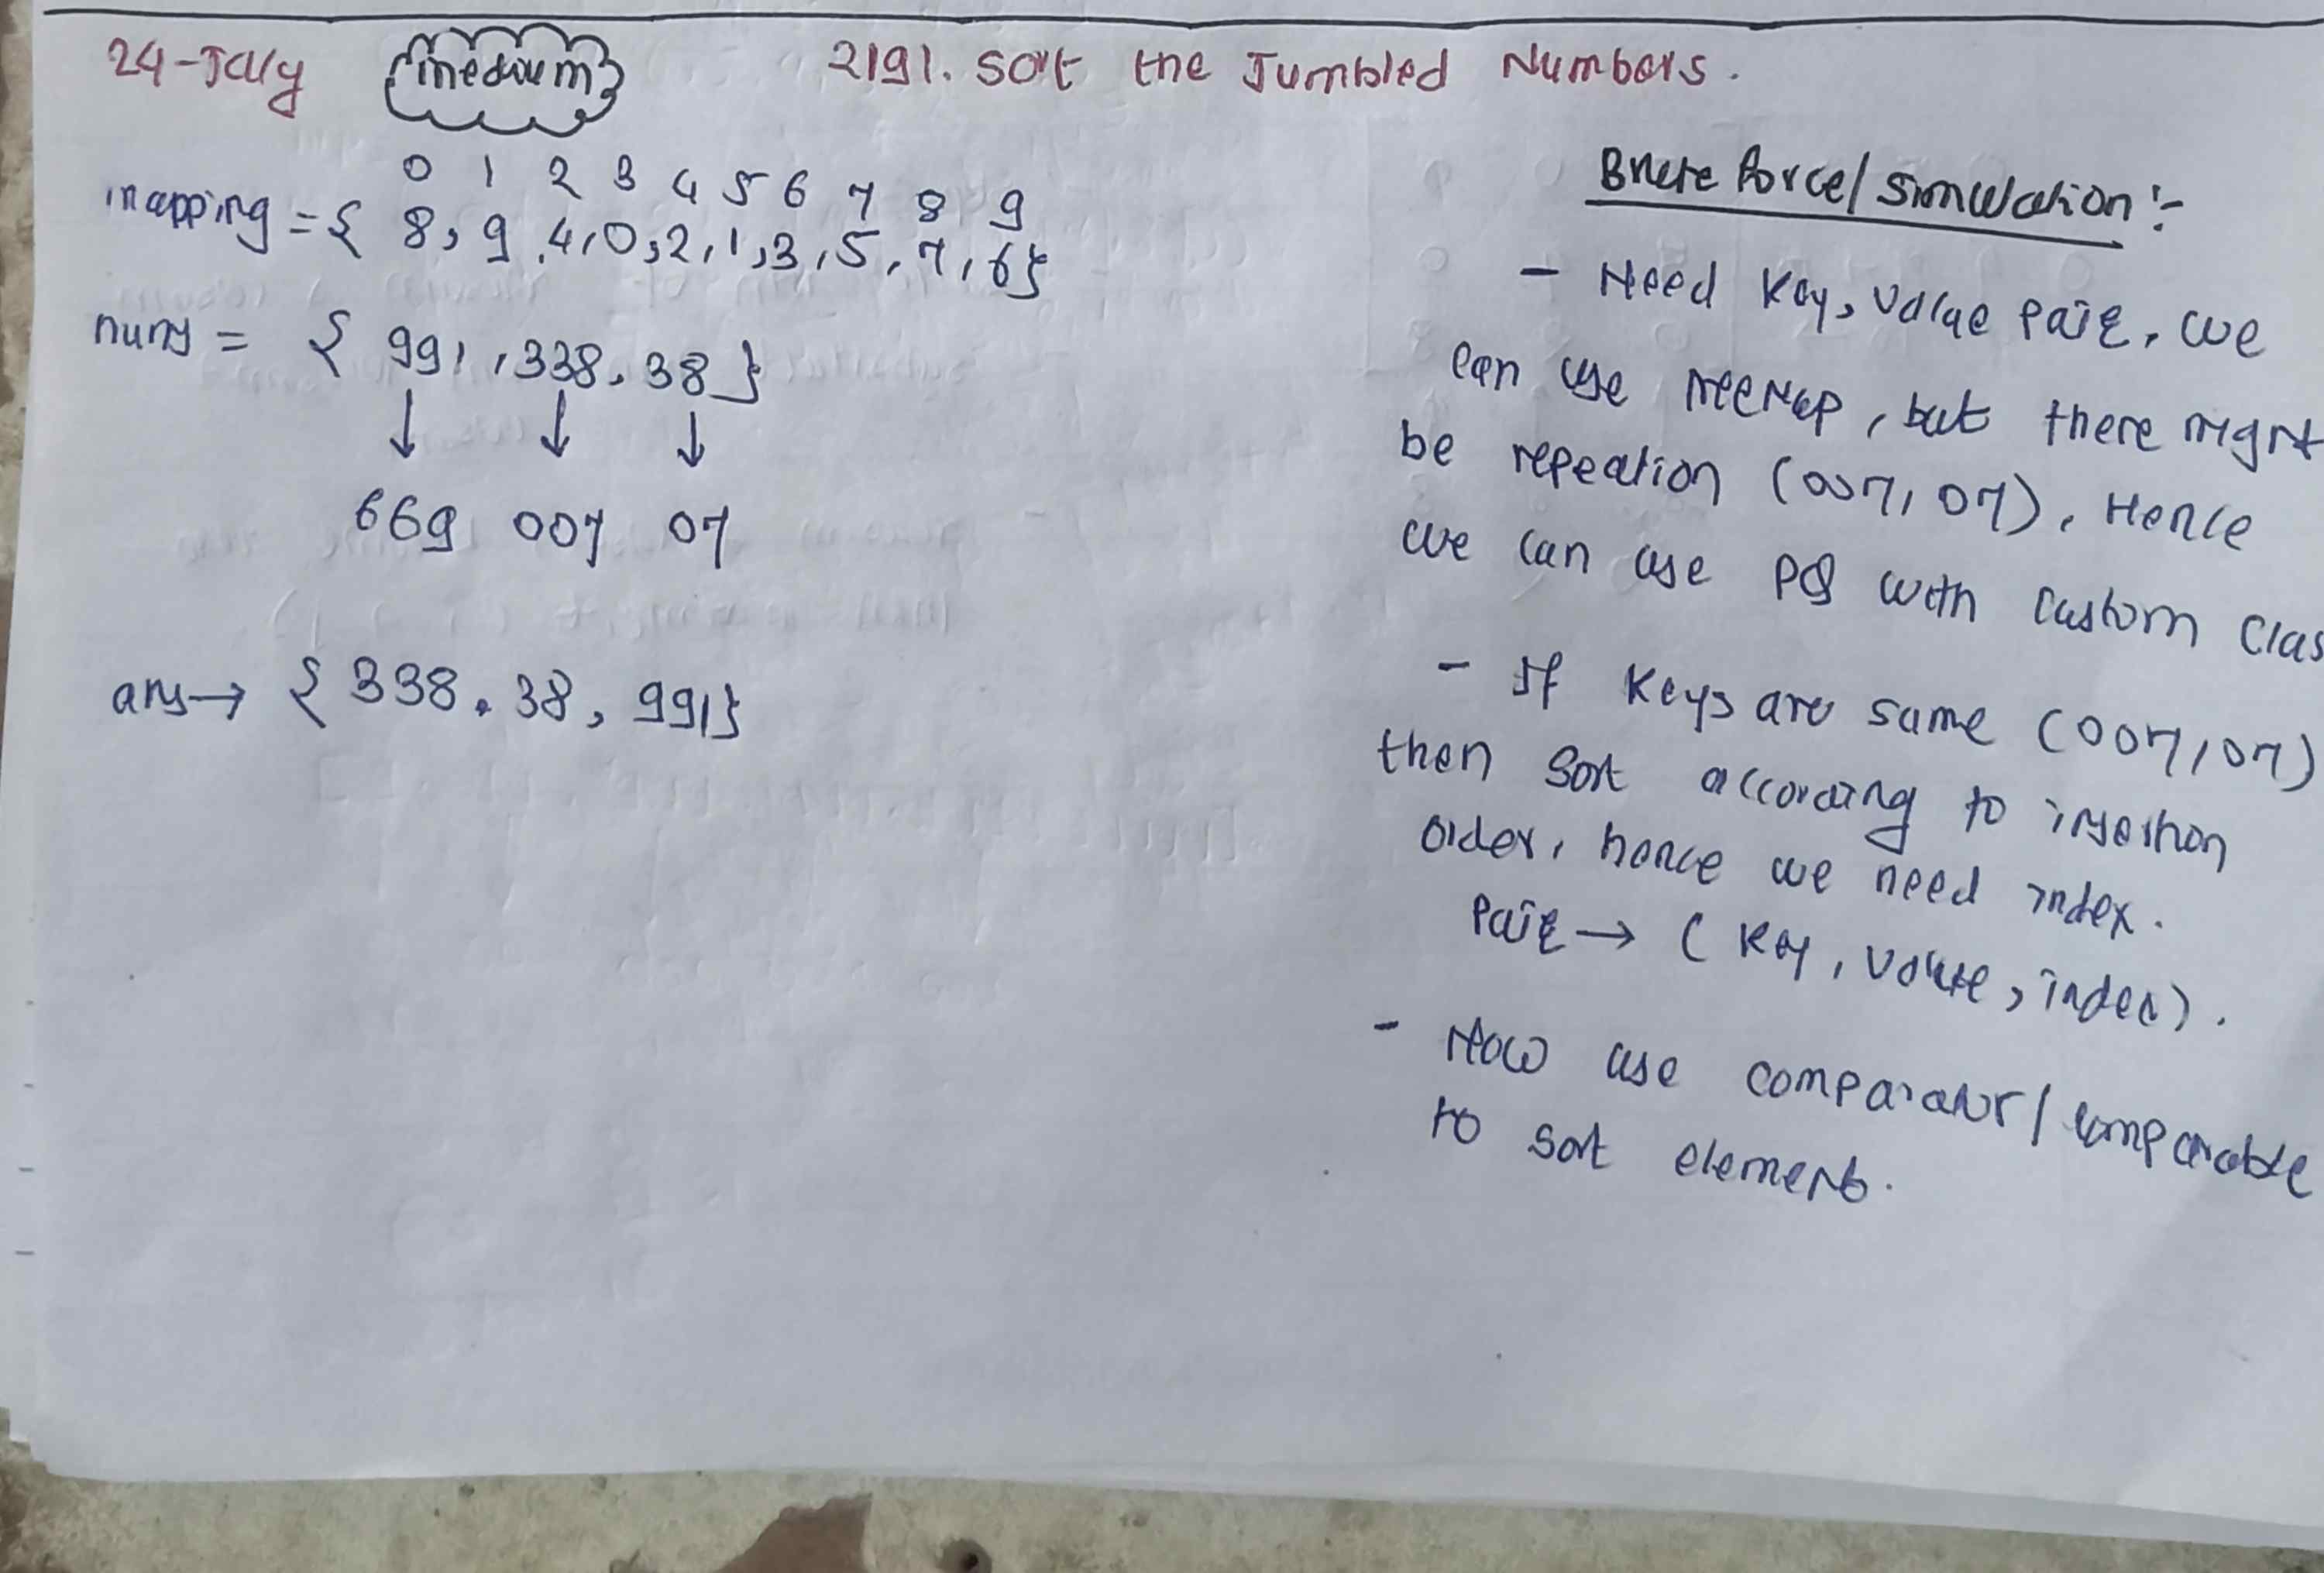 24-July medium 2191. Sort the Jumbled Numbers.
0 1 2 3 4 5 6 7 8 9
mapping = { 8, 9, 4, 0, 2, 1, 3, 5, 7, 6}
nums = { 991, 338, 38 }
↓ ↓ ↓
669 007 07
ans → { 338, 38, 991}
Brute Force/ Simulation :-
- Need Key, Value Pair, we
can use TreeMap, but there might
be repeation (007, 07), Hence
we can use PQ with custom Clas
- If Keys are same (007, 07)
then sort according to insertion
order, hence we need index.
Pair → ( Key, Value, index).
- Now use comparator / comparable
to sort elements.